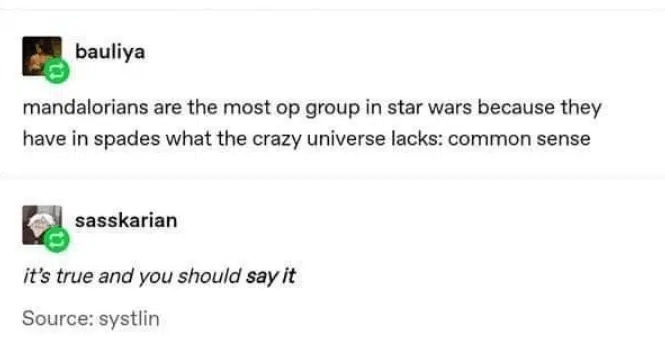 bauliya
mandalorians are the most op group in star wars because they
have in spades what the crazy universe lacks: common sense
sasskarian
it's true and you should say it
Source: systlin